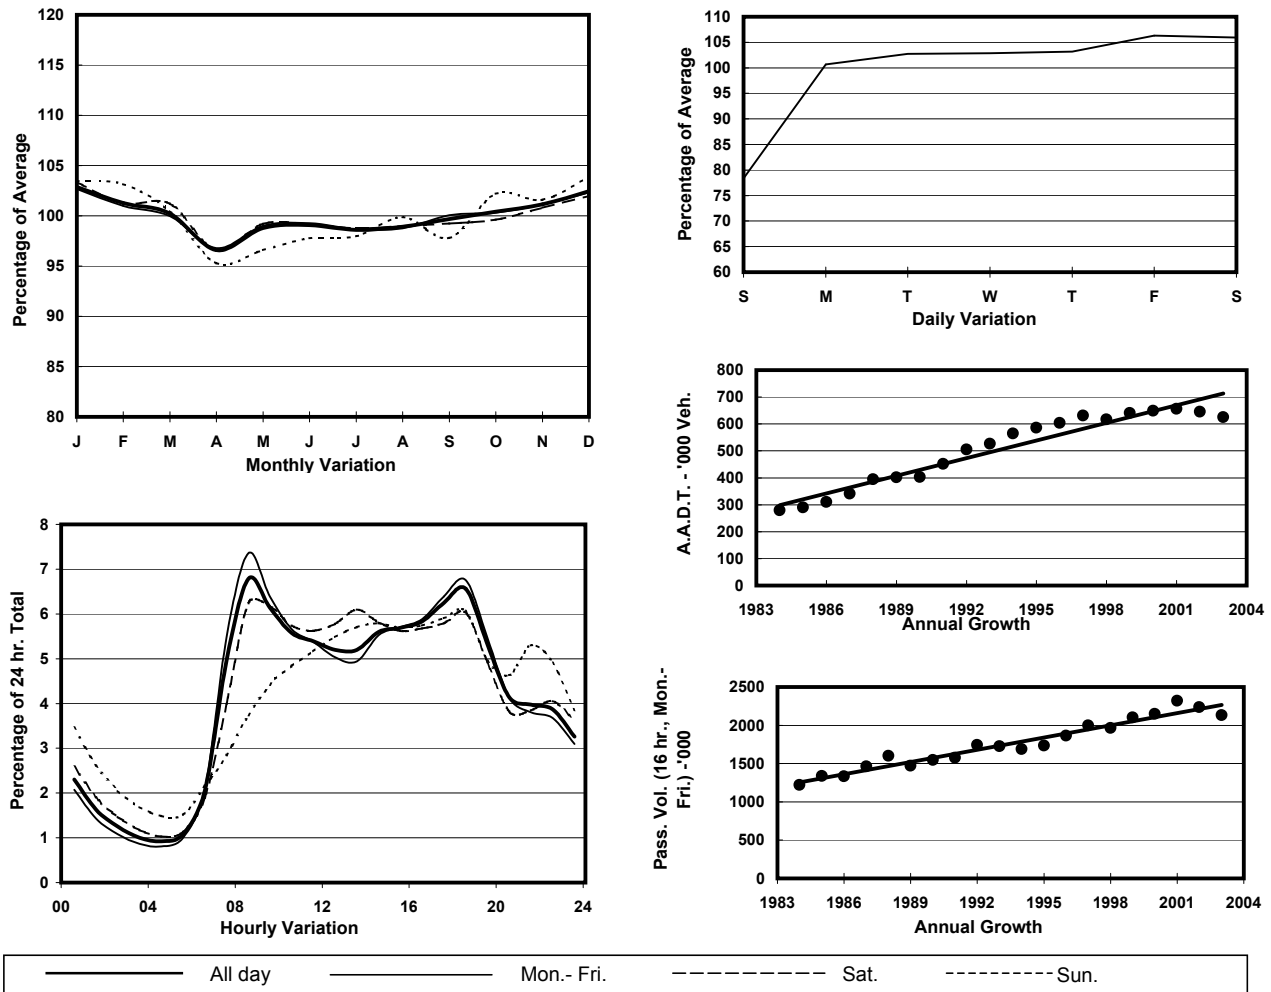 120
115
110
105
100
95
90
85
80
Percentage of Average
J F M A M J J A S O N D
Monthly Variation
110
105
100
95
90
85
80
75
70
65
60
Percentage of Average
S M T W T F S
Daily Variation
800
700
600
500
400
300
200
100
0
A.A.D.T. - '000 Veh.
1983 1986 1989 1992 1995 1998 2001 2004
Annual Growth
8
7
6
5
4
3
2
1
0
Percentage of 24 hr. Total
00 04 08 12 16 20 24
Hourly Variation
2500
2000
1500
1000
500
0
Pass. Vol. (16 hr., Mon.-
Fri.) -'000
1983 1986 1989 1992 1995 1998 2001 2004
Annual Growth
All day Mon.- Fri. Sat. Sun.